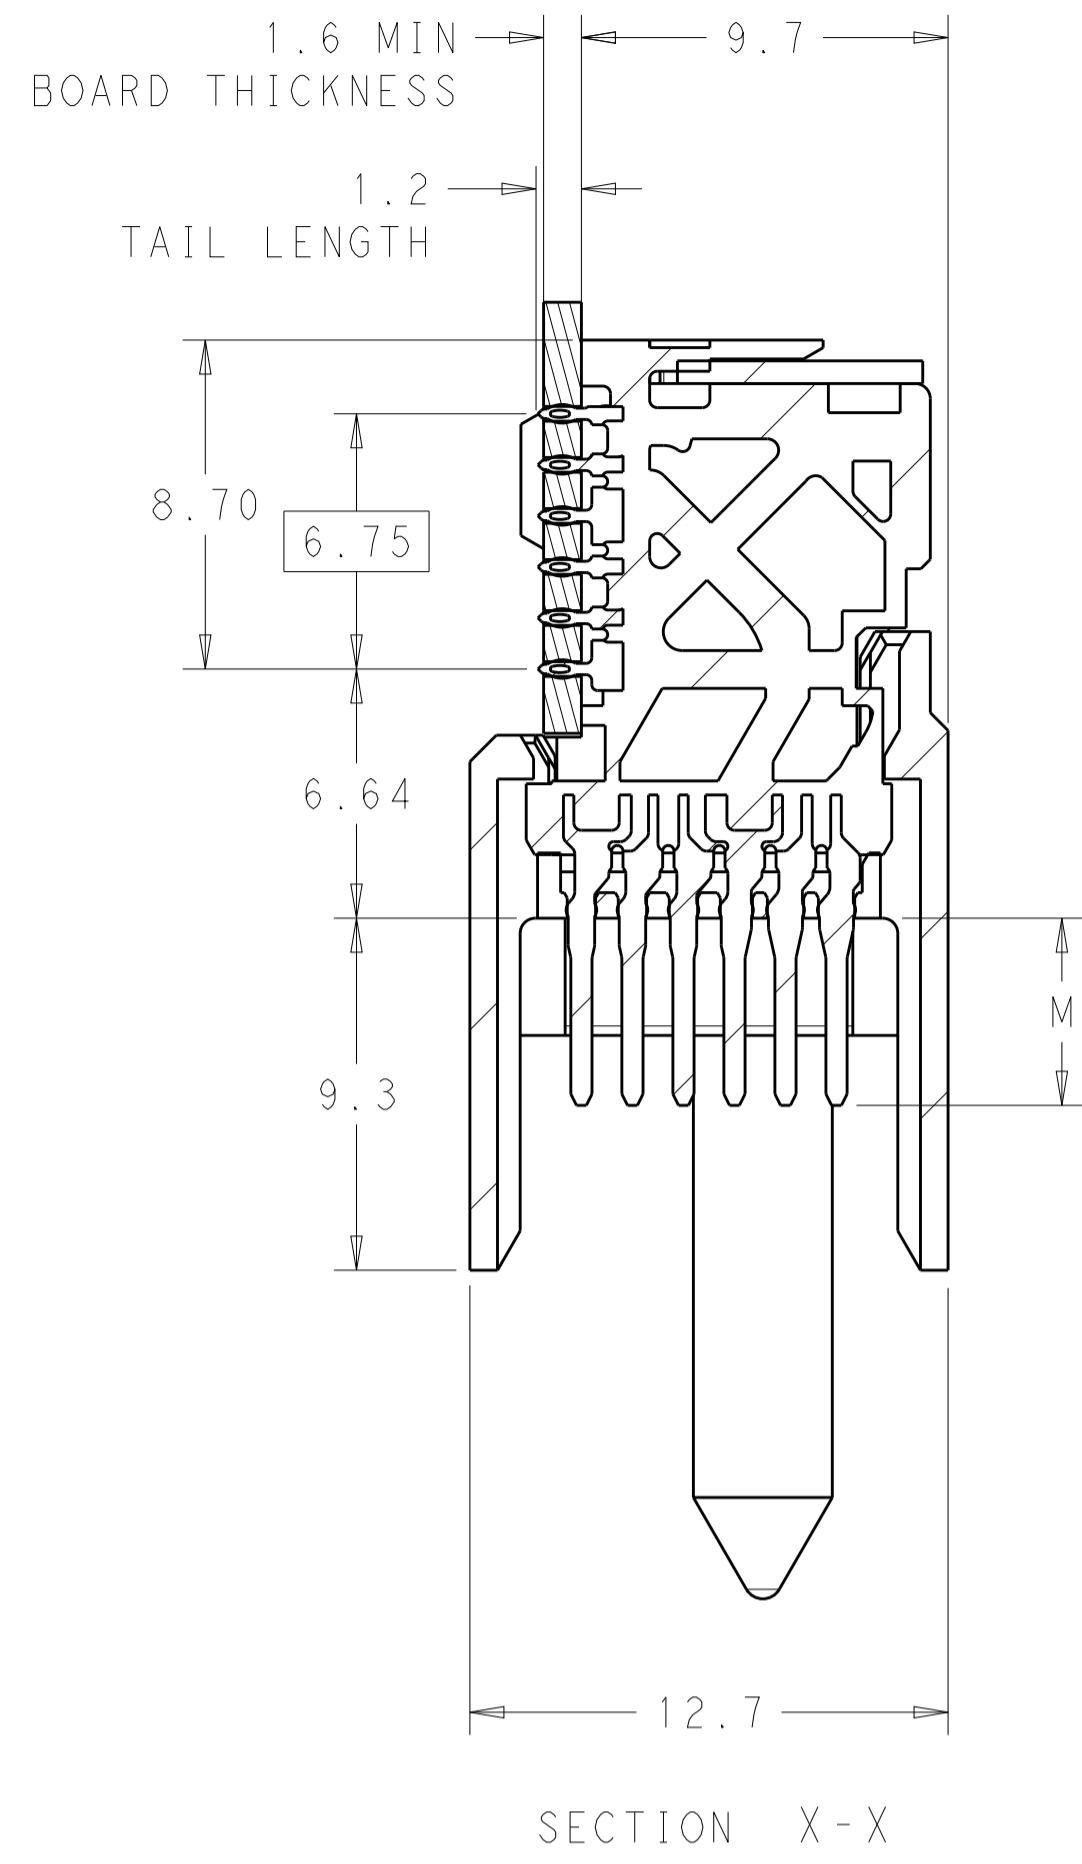 1.6 MIN
BOARD THICKNESS
9.7
1.2
TAIL LENGTH
8.70
6.75
6.64
M
9.3
12.7
SECTION X-X